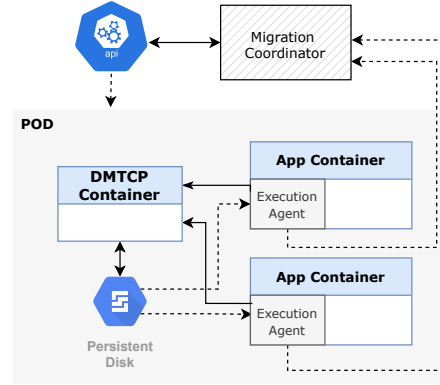 api
Migration
Coordinator
POD
App Container
DMTCP
Container
Execution
Agent
App Container
Execution
Agent
Persistent
Disk